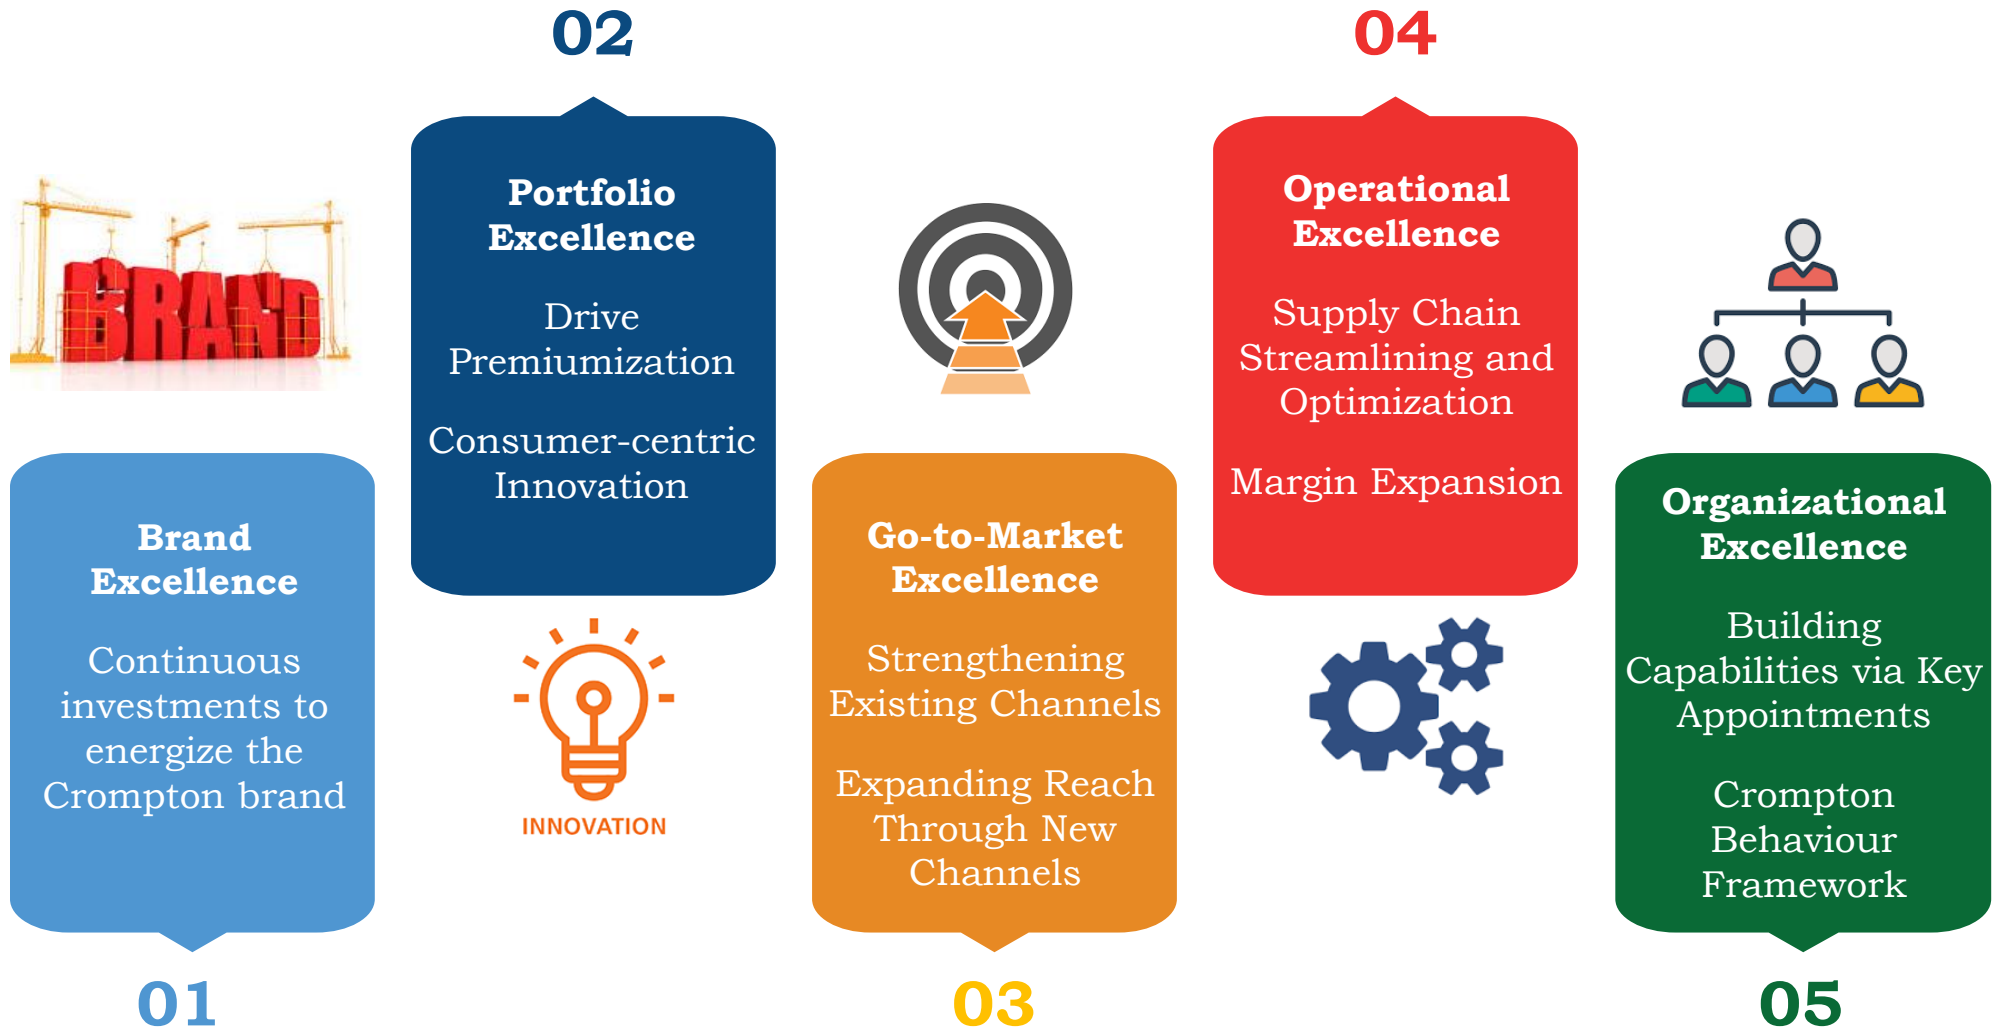 01
Brand
Excellence
Continuous
investments to
energize the
Crompton brand
BRAND
02
Portfolio
Excellence
Drive
Premiumization
Consumer-centric
Innovation
INNOVATION
03
Go-to-Market
Excellence
Strengthening
Existing Channels
Expanding Reach
Through New
Channels
04
Operational
Excellence
Supply Chain
Streamlining and
Optimization
Margin Expansion
05
Organizational
Excellence
Building
Capabilities via Key
Appointments
Crompton
Behaviour
Framework